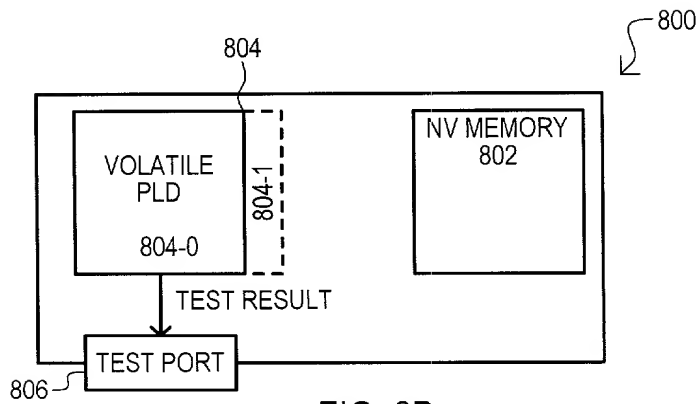 800
804
VOLATILE
PLD
804-0
804-1
NV MEMORY
802
TEST RESULT
TEST PORT
806